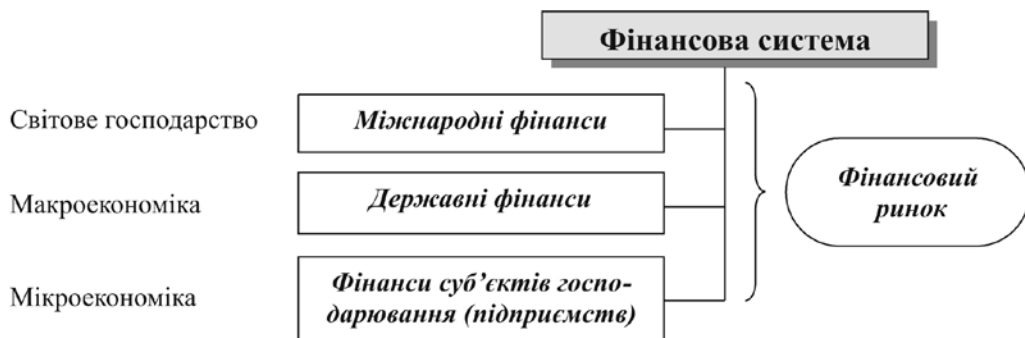 Фінансова система
Світове господарство
Міжнародні фінанси
Макроекономіка
Державні фінанси
Фінансовий
ринок
Мікроекономіка
Фінанси суб’єктів госпо-
дарювання (підприємств)